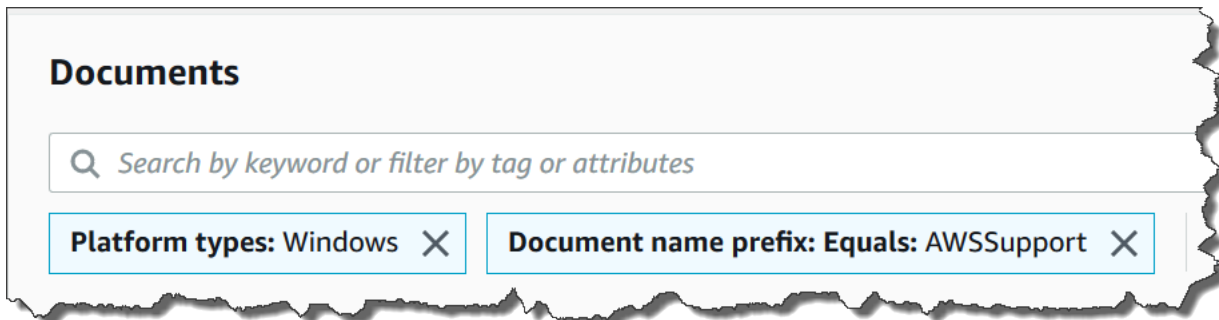 Documents
Search by keyword or filter by tag or attributes
Platform types: Windows Document name prefix: Equals: AWSSupport